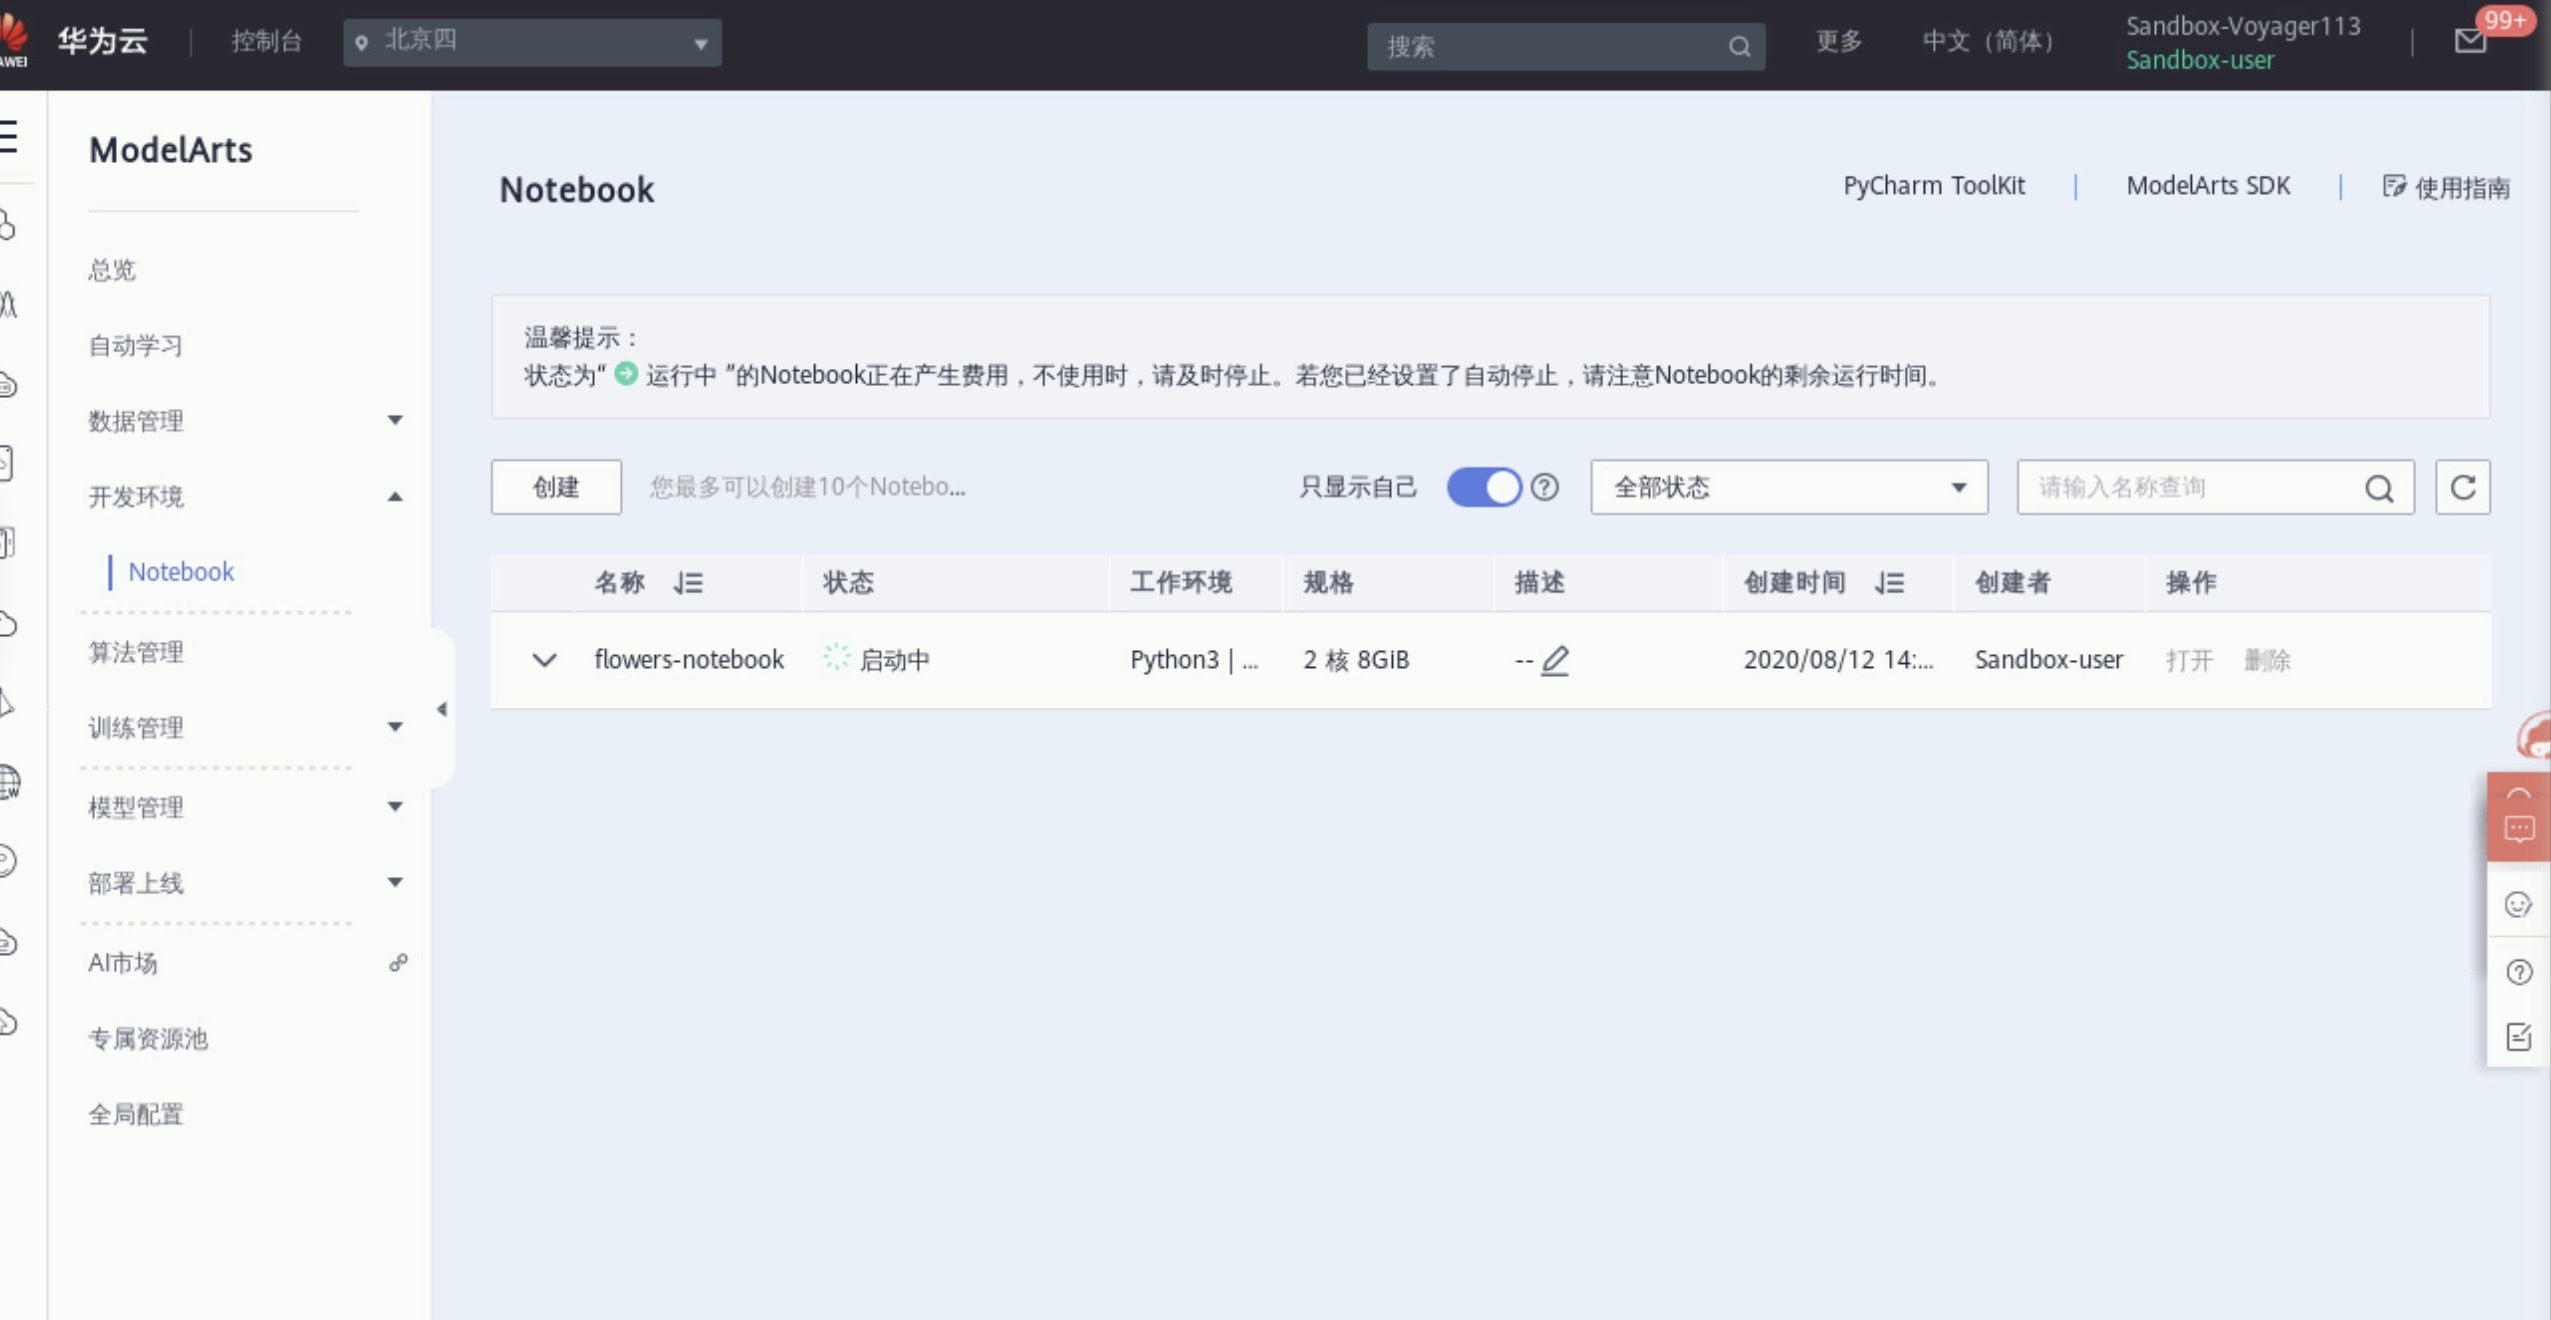 华为云
控制台
北京四
搜索
更多
中文（简体）
Sandbox-Voyager113
Sandbox-user
99+
ModelArts
总览
自动学习
数据管理
开发环境
Notebook
算法管理
训练管理
模型管理
部署上线
AI市场
专属资源池
全局配置
Notebook
PyCharm ToolKit
ModelArts SDK
使用指南
温馨提示：
状态为“ 运行中 ”的Notebook正在产生费用，不使用时，请及时停止。若您已经设置了自动停止，请注意Notebook的剩余运行时间。
创建
您最多可以创建10个Notebo...
只显示自己
全部状态
请输入名称查询
名称 状态 工作环境 规格 描述 创建时间 创建者 操作
flowers-notebook 启动中 Python3 | ... 2 核 8GiB -- 2020/08/12 14:... Sandbox-user 打开 删除